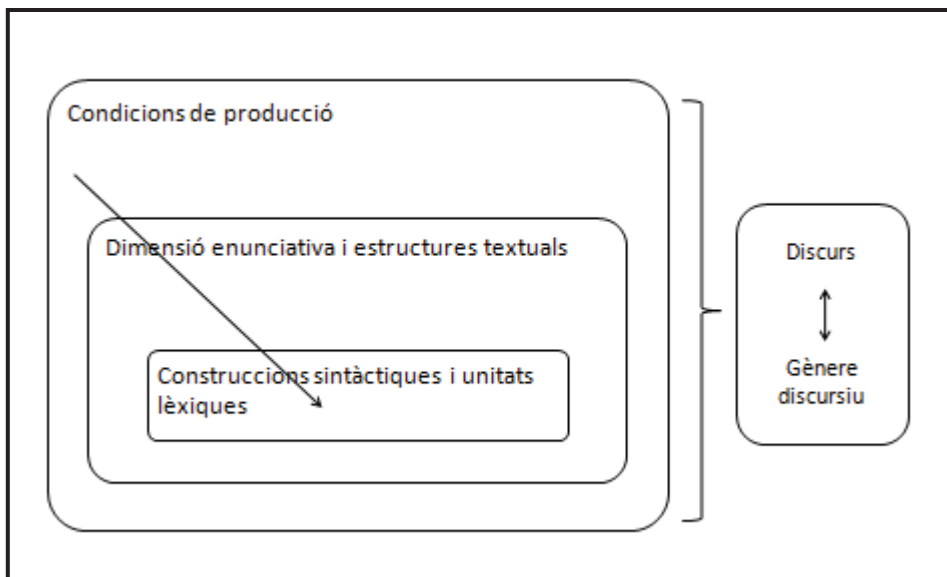 Condicions de producció
Dimensió enunciativa i estructures textuals
Construccions sintàctiques i unitats
lèxiques
Discurs
Gènere
discursiu